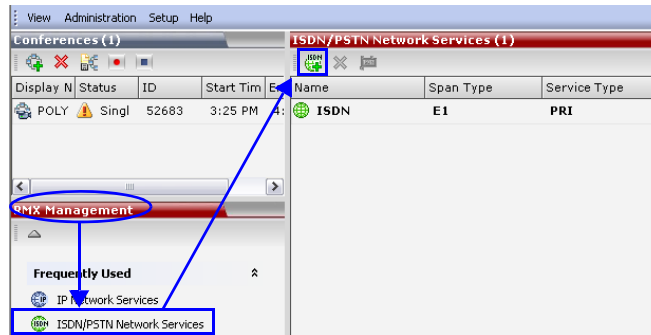 View Administration Setup Help
Conferences (1)
ISDN/PSTN Network Services (1)
ISDN
Display N Status ID Start Tim E
Name Span Type Service Type
POLY Singl 52683 3:25 PM 4:
ISDN E1 PRI
RMX Management
Frequently Used
IP Network Services
ISDN/PSTN Network Services